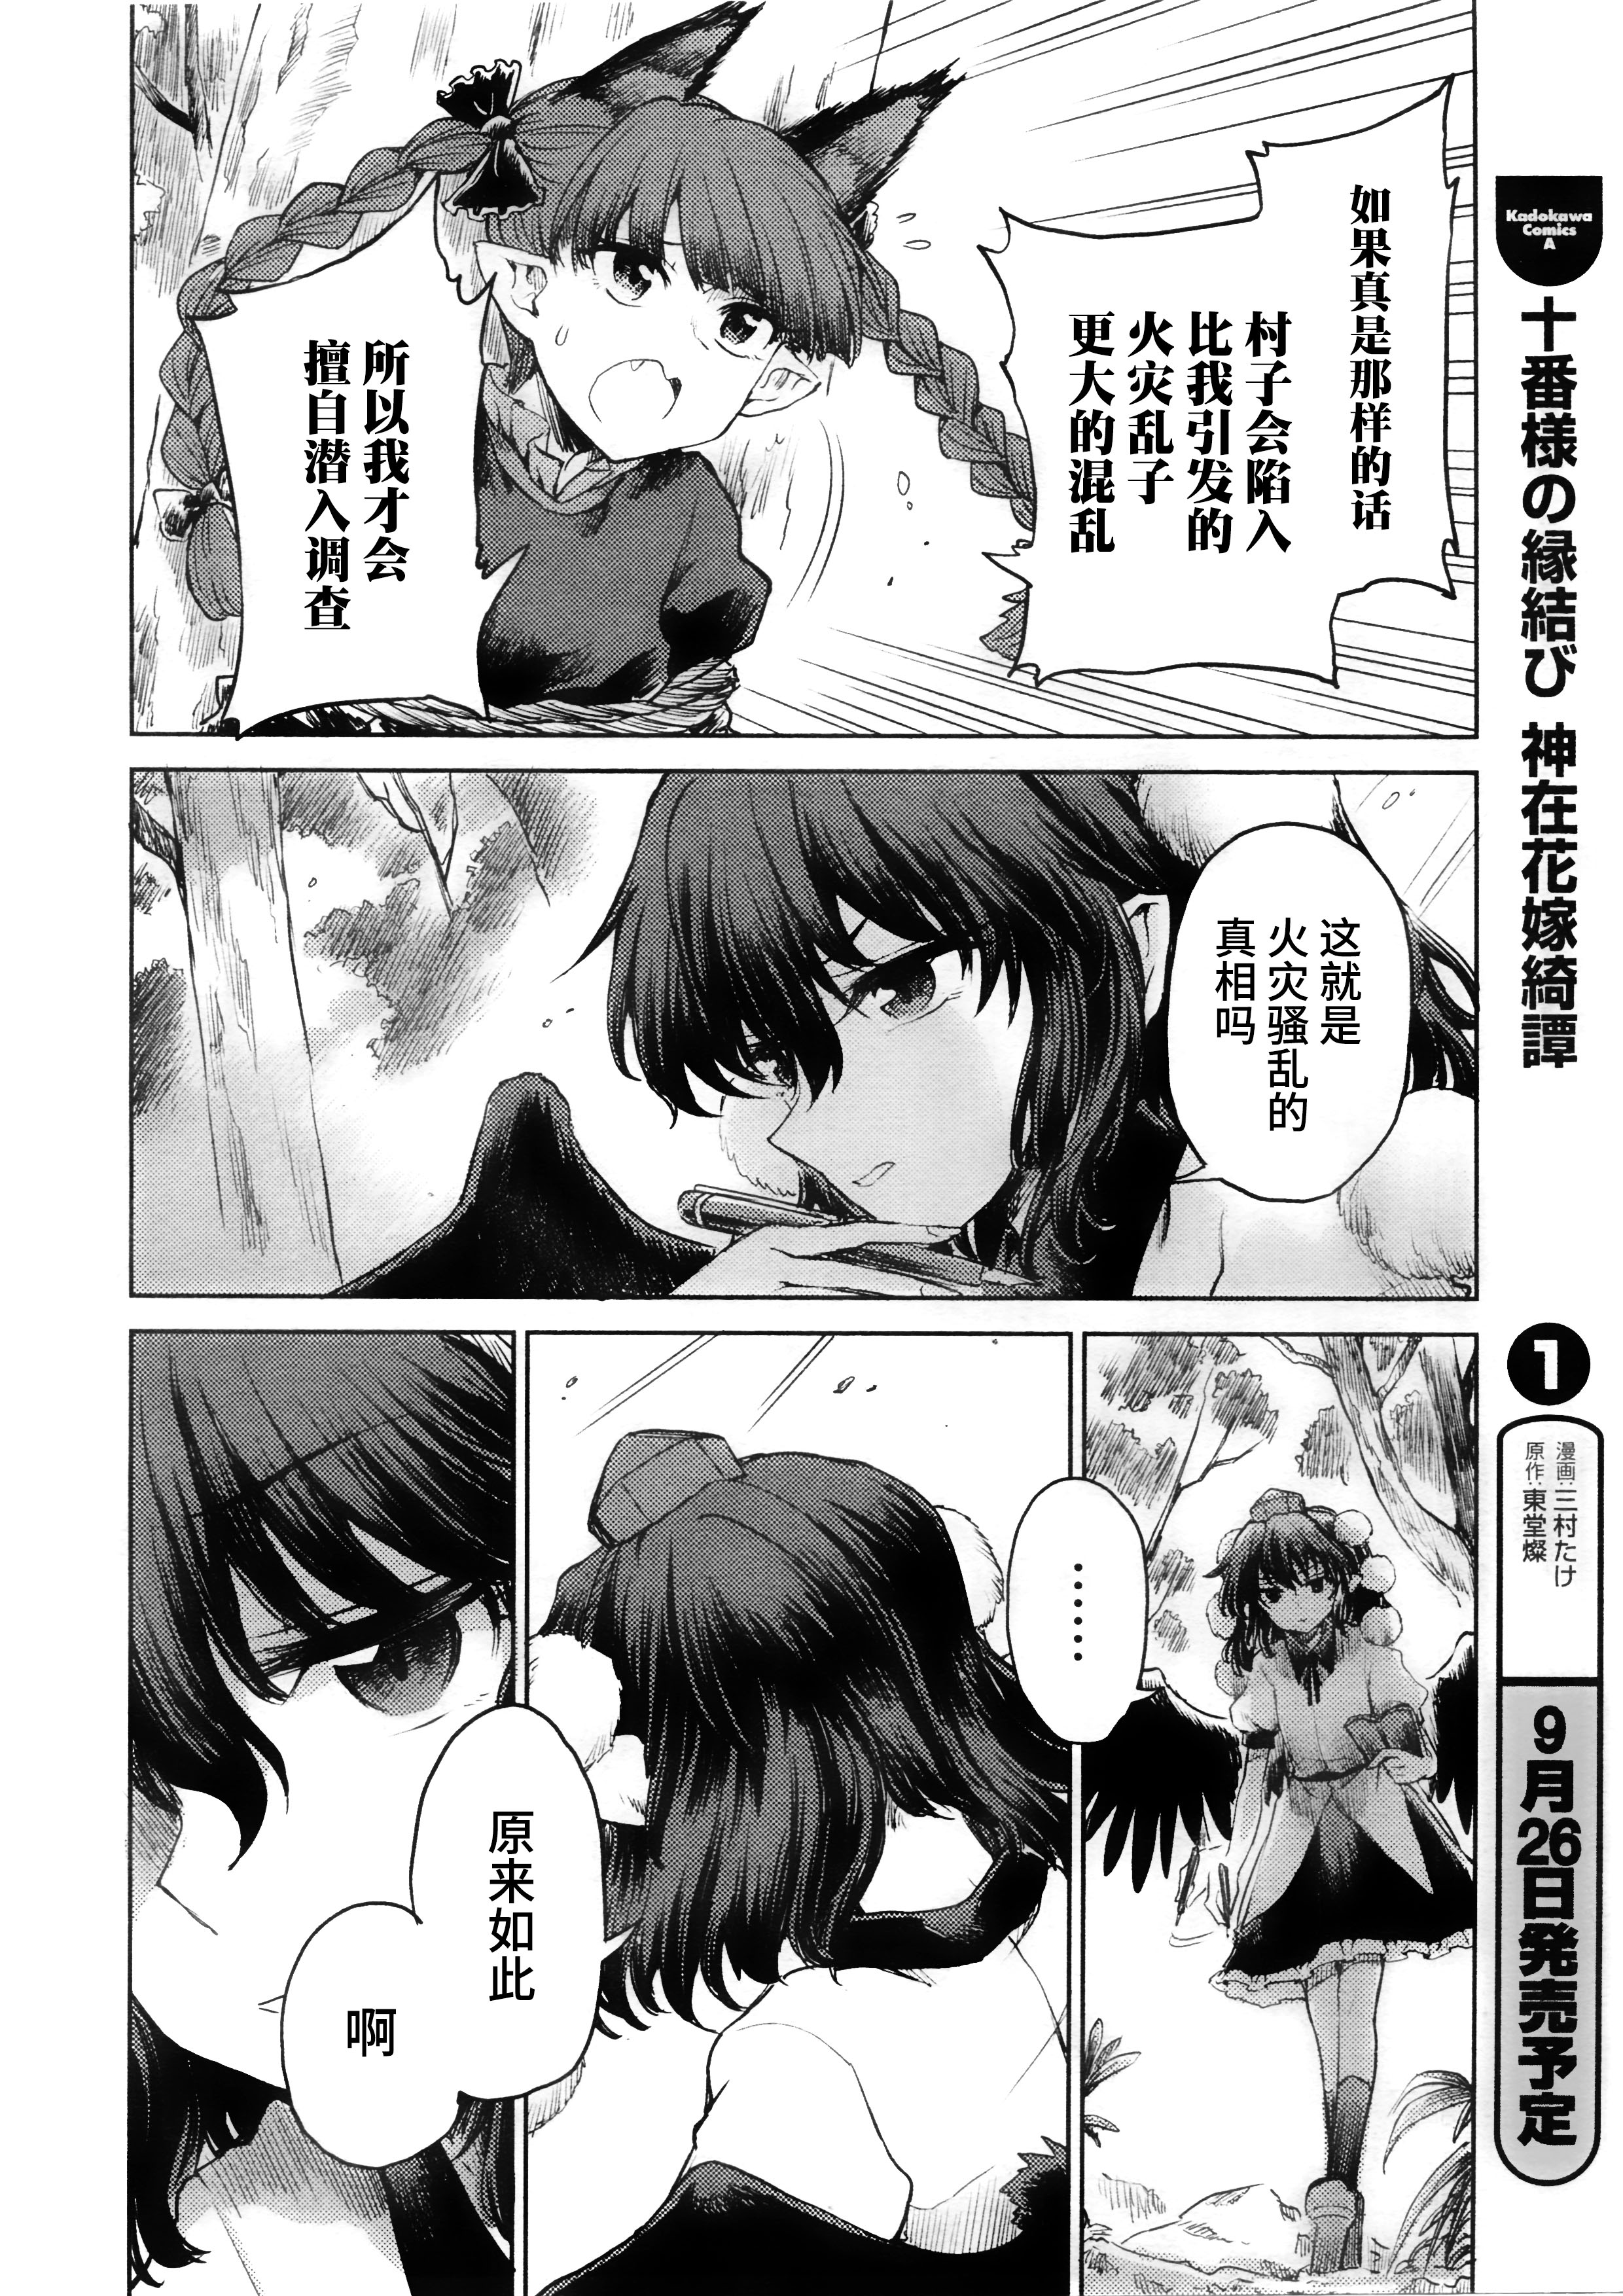 如果真是那样的话
村子会陷入
比我引发的
火灾乱子
更大的混乱
所以我才会
擅自潜入调查
这就是
火灾骚乱的
真相吗
……
原来如此
啊
Kadokawa
Comics
A
十番様の縁結び 神在花嫁綺譚
1
漫画:三村たけ
原作:東堂燦
9月26日発売予定